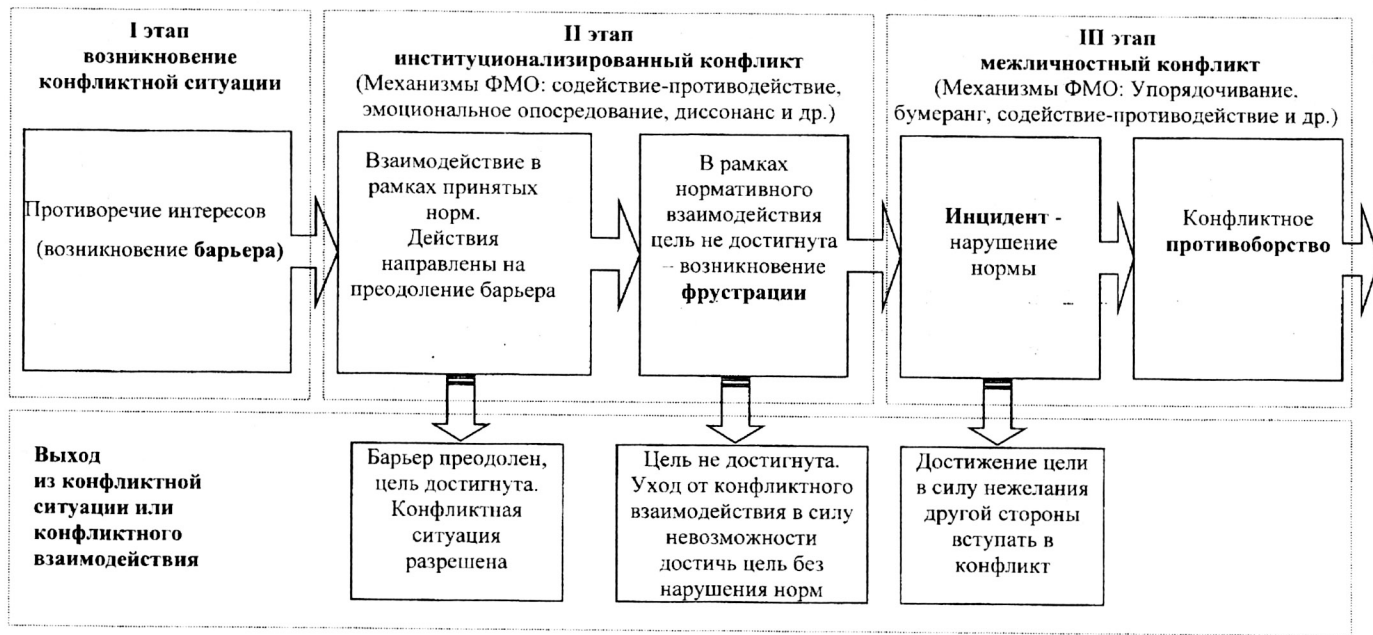 I этап
возникновение
конфликтной ситуации
II этап
институционализированный конфликт
(Механизмы ФМО: содействие-противодействие,
эмоциональное опосредование, диссонанс и др.)
III этап
межличностный конфликт
(Механизмы ФМО: Упорядочивание.
бумеранг, содействие-противодействие и др.)
Противоречие интересов
(возникновение барьера)
Взаимодействие в
рамках принятых
норм.
Действия
направлены на
преодоление барьера
В рамках
нормативного
взаимодействия
цель не достигнута
– возникновение
фрустрации
Инцидент -
нарушение
нормы
Конфликтное
противоборство
Выход
из конфликтной
ситуации или
конфликтного
взаимодействия
Барьер преодолен,
цель достигнута.
Конфликтная
ситуация
разрешена
Цель не достигнута.
Уход от конфликтного
взаимодействия в силу
невозможности
достичь цель без
нарушения норм
Достижение цели
в силу нежелания
другой стороны
вступать в
конфликт